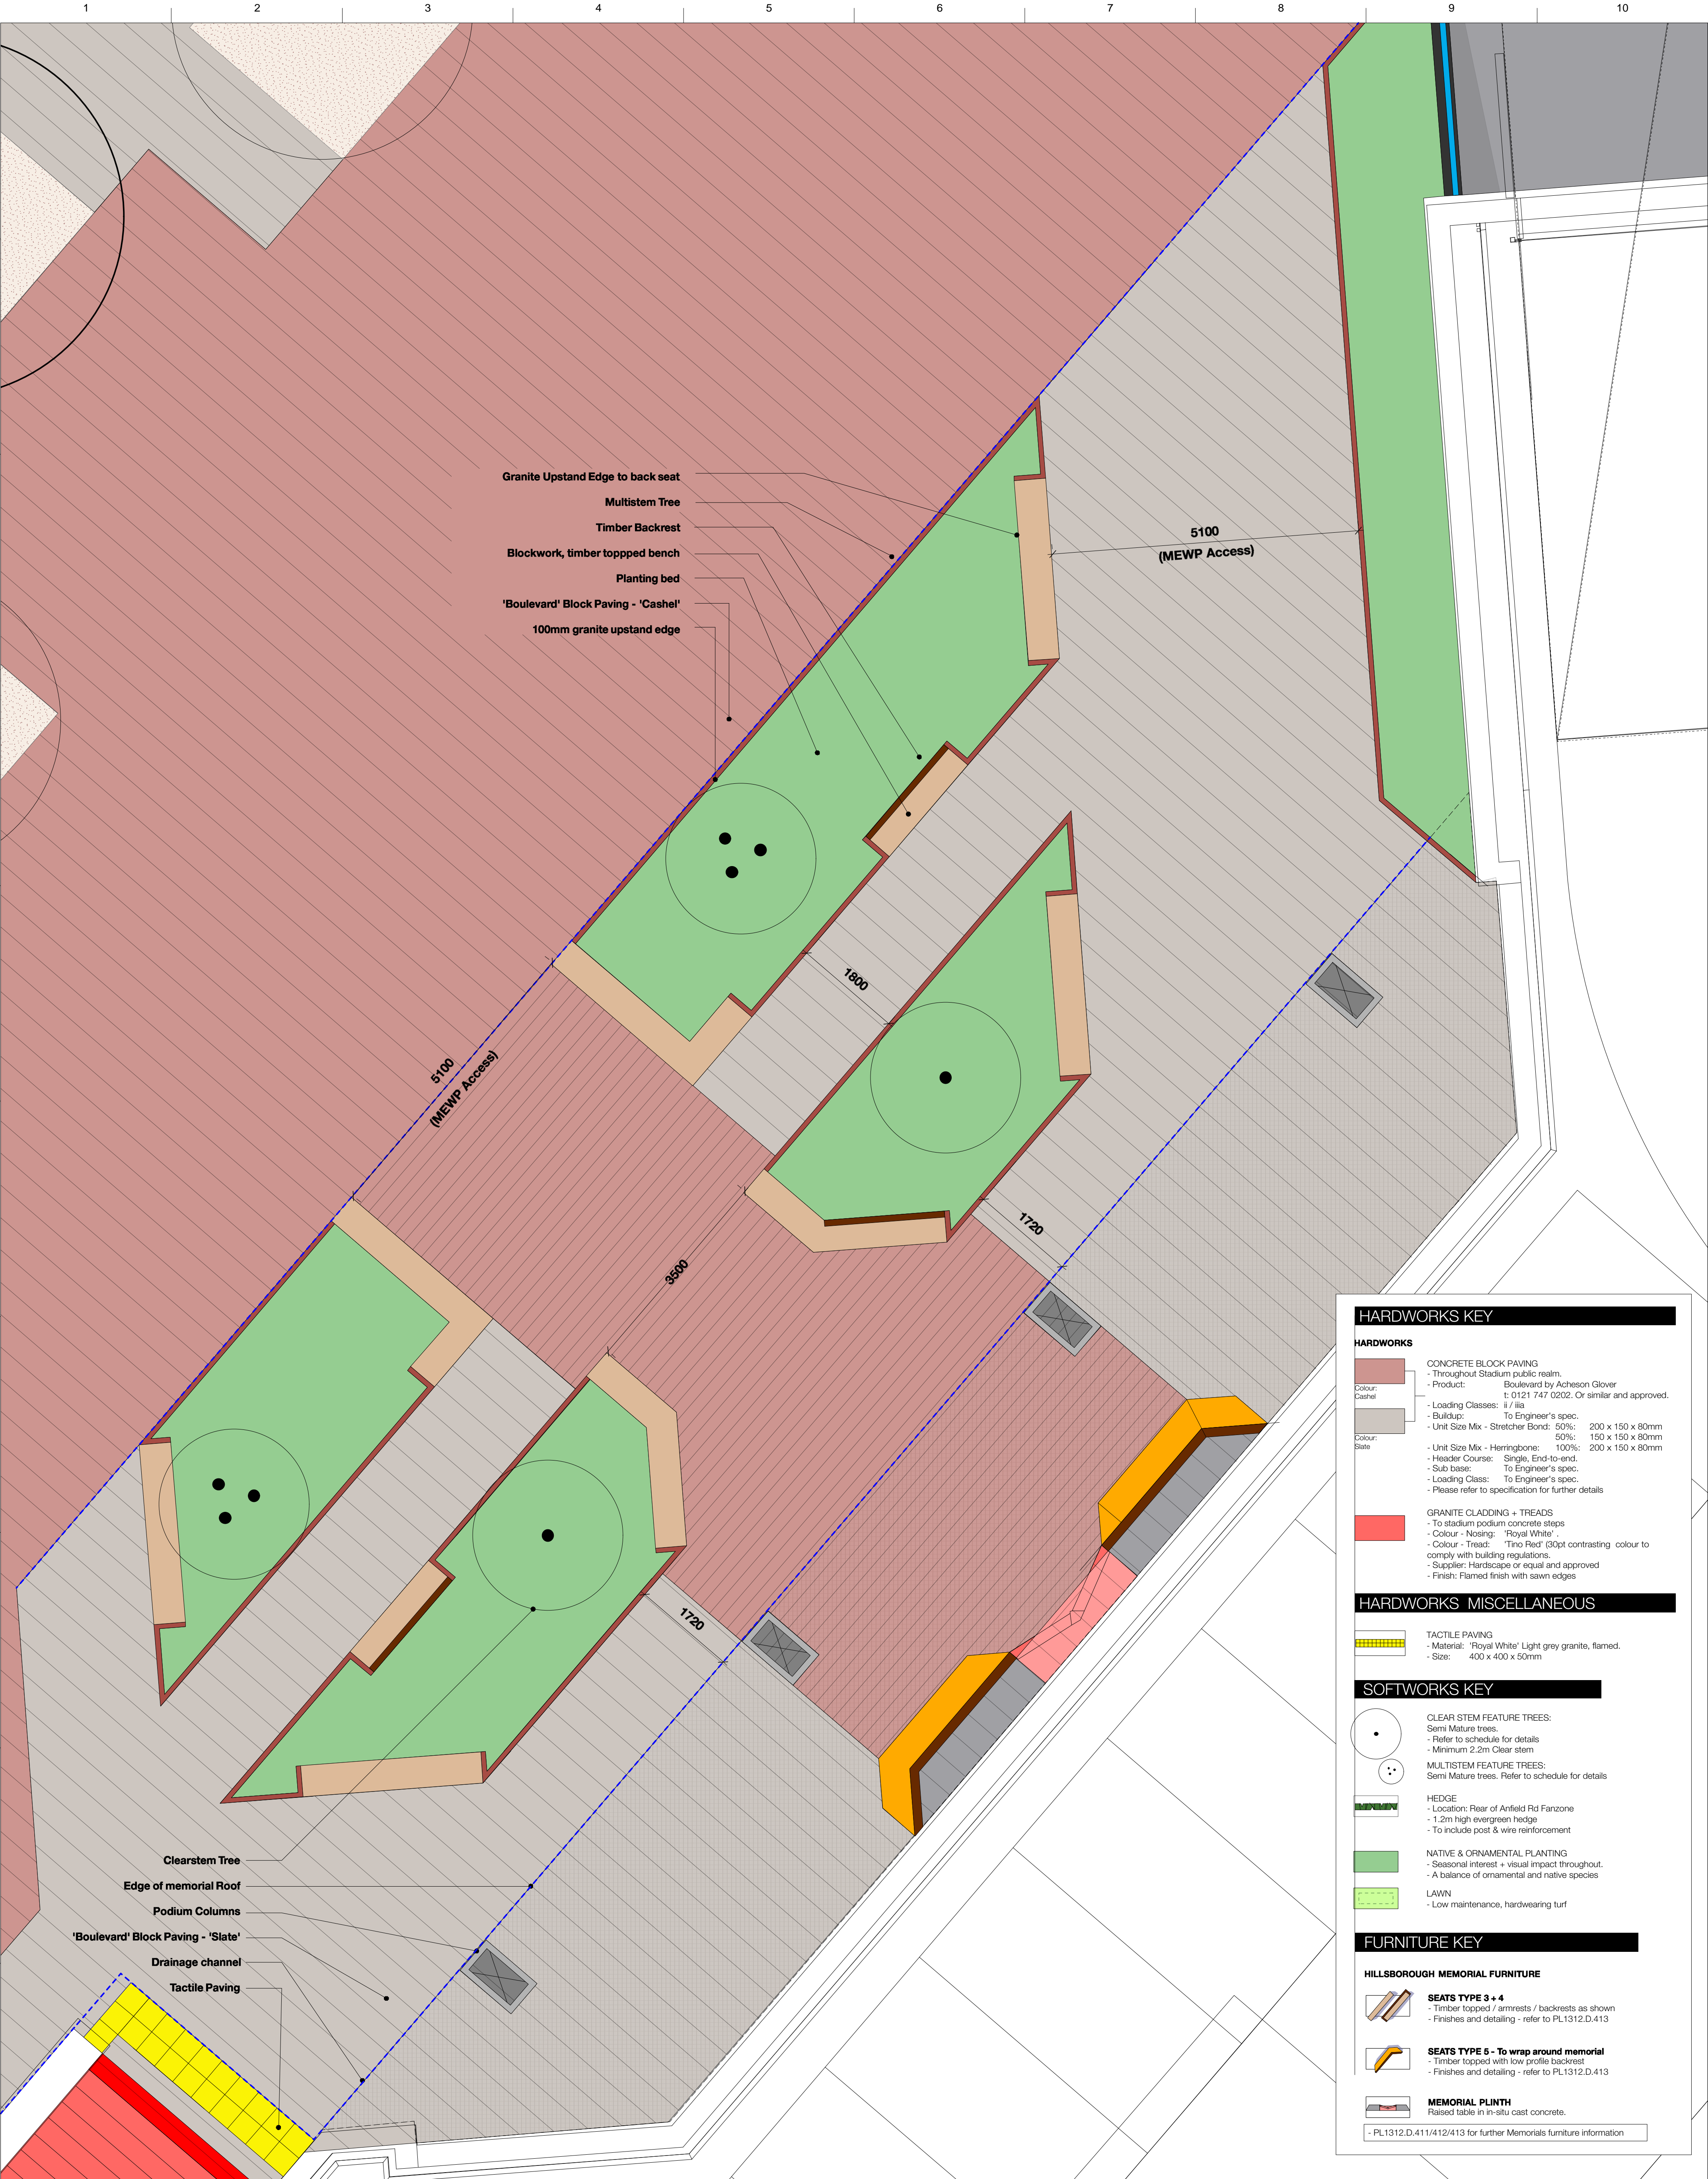 1 2 3 4 5 6 7 8 9 10
Granite Upstand Edge to back seat
Multistem Tree
Timber Backrest
Blockwork, timber toppped bench
Planting bed
'Boulevard' Block Paving - 'Cashel'
100mm granite upstand edge
5100
(MEWP Access)
1800
5100
(MEWP Access)
1720
3500
1720
Clearstem Tree
Edge of memorial Roof
Podium Columns
'Boulevard' Block Paving - 'Slate'
Drainage channel
Tactile Paving
HARDWORKS KEY
HARDWORKS
Colour:
Cashel
Colour:
Slate
CONCRETE BLOCK PAVING
- Throughout Stadium public realm.
- Product: Boulevard by Acheson Glover
t: 0121 747 0202. Or similar and approved.
- Loading Classes: ii / iiia
- Buildup: To Engineer's spec.
- Unit Size Mix - Stretcher Bond: 50%: 200 x 150 x 80mm
50%: 150 x 150 x 80mm
- Unit Size Mix - Herringbone: 100%: 200 x 150 x 80mm
- Header Course: Single, End-to-end.
- Sub base: To Engineer's spec.
- Loading Class: To Engineer's spec.
- Please refer to specification for further details
GRANITE CLADDING + TREADS
- To stadium podium concrete steps
- Colour - Nosing: 'Royal White' .
- Colour - Tread: 'Tino Red' (30pt contrasting colour to
comply with building regulations.
- Supplier: Hardscape or equal and approved
- Finish: Flamed finish with sawn edges
HARDWORKS MISCELLANEOUS
TACTILE PAVING
- Material: 'Royal White' Light grey granite, flamed.
- Size: 400 x 400 x 50mm
SOFTWORKS KEY
CLEAR STEM FEATURE TREES:
Semi Mature trees.
- Refer to schedule for details
- Minimum 2.2m Clear stem
MULTISTEM FEATURE TREES:
Semi Mature trees. Refer to schedule for details
HEDGE
- Location: Rear of Anfield Rd Fanzone
- 1.2m high evergreen hedge
- To include post & wire reinforcement
NATIVE & ORNAMENTAL PLANTING
- Seasonal interest + visual impact throughout.
- A balance of ornamental and native species
LAWN
- Low maintenance, hardwearing turf
FURNITURE KEY
HILLSBOROUGH MEMORIAL FURNITURE
SEATS TYPE 3 + 4
- Timber topped / armrests / backrests as shown
- Finishes and detailing - refer to PL1312.D.413
SEATS TYPE 5 - To wrap around memorial
- Timber topped with low profile backrest
- Finishes and detailing - refer to PL1312.D.413
MEMORIAL PLINTH
Raised table in in-situ cast concrete.
- PL1312.D.411/412/413 for further Memorials furniture information